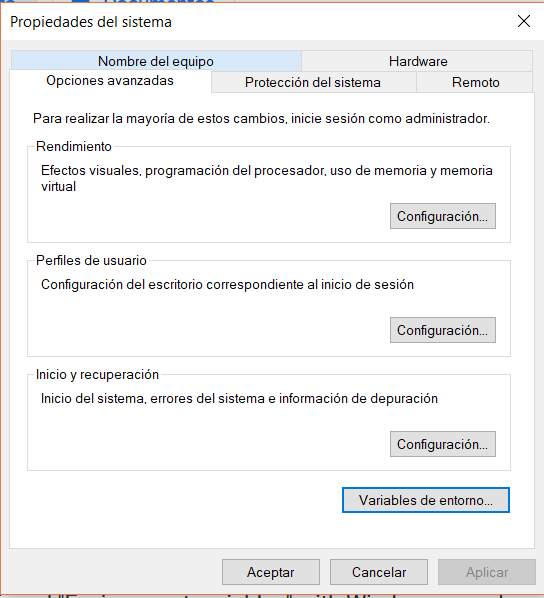 Documentos
Propiedades del sistema
Nombre del equipo
Hardware
Opciones avanzadas
Protección del sistema
Remoto
Para realizar la mayoría de estos cambios, inicie sesión como administrador.
Rendimiento
Efectos visuales, programación del procesador, uso de memoria y memoria
virtual
Configuración...
Perfiles de usuario
Configuración del escritorio correspondiente al inicio de sesión
Configuración...
Inicio y recuperación
Inicio del sistema, errores del sistema e información de depuración
Configuración...
Variables de entorno...
Aceptar
Cancelar
Aplicar